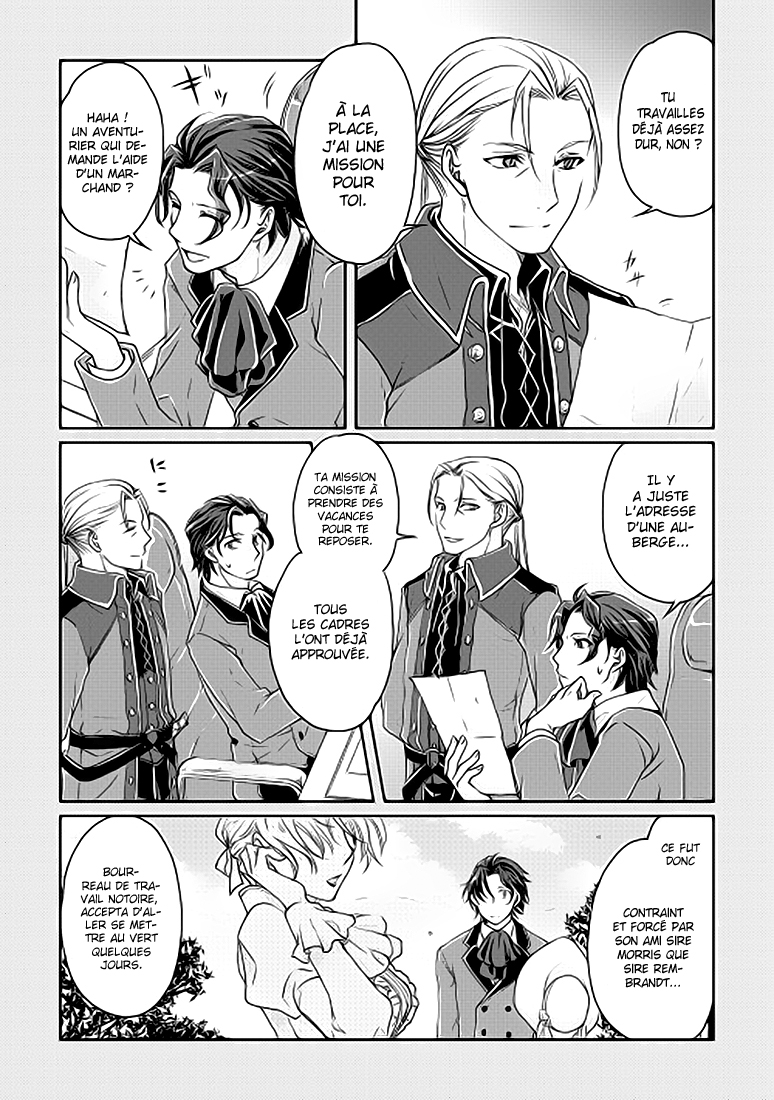 TU
TRAVAILLES
DÉJÀ ASSEZ
DUR, NON ?
À LA
PLACE,
J'AI UNE
MISSION
POUR
TOI.
HAHA !
UN AVENTU-
RIER QUI DE-
MANDE L'AIDE
D'UN MAR-
CHAND ?
IL Y
A JUSTE
L'ADRESSE
D'UNE AU-
BERGE...
TA MISSION
CONSISTE À
PRENDRE DES
VACANCES
POUR TE
REPOSER.
TOUS
LES CADRES
L'ONT DÉJÀ
APPROUVÉE.
CE FUT
DONC
CONTRAINT
ET FORCÉ PAR
SON AMI SIRE
MORRIS QUE
SIRE REM-
BRANDT...
BOUR-
REAU DE TRA-
VAIL NOTOIRE,
ACCEPTA D'AL-
LER SE MET-
TRE AU VERT
QUELQUES
JOURS.